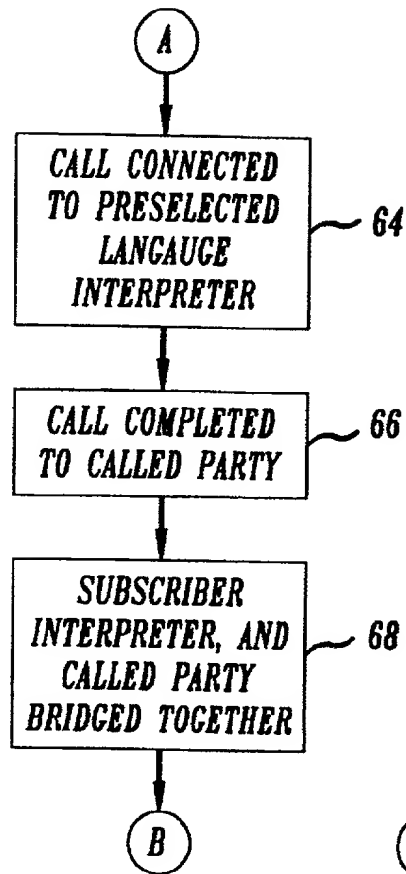 A
CALL CONNECTED
TO PRESELECTED
LANGAUGE
INTERPRETER
64
CALL COMPLETED
TO CALLED PARTY
66
SUBSCRIBER
INTERPRETER, AND
CALLED PARTY
BRIDGED TOGETHER
68
B